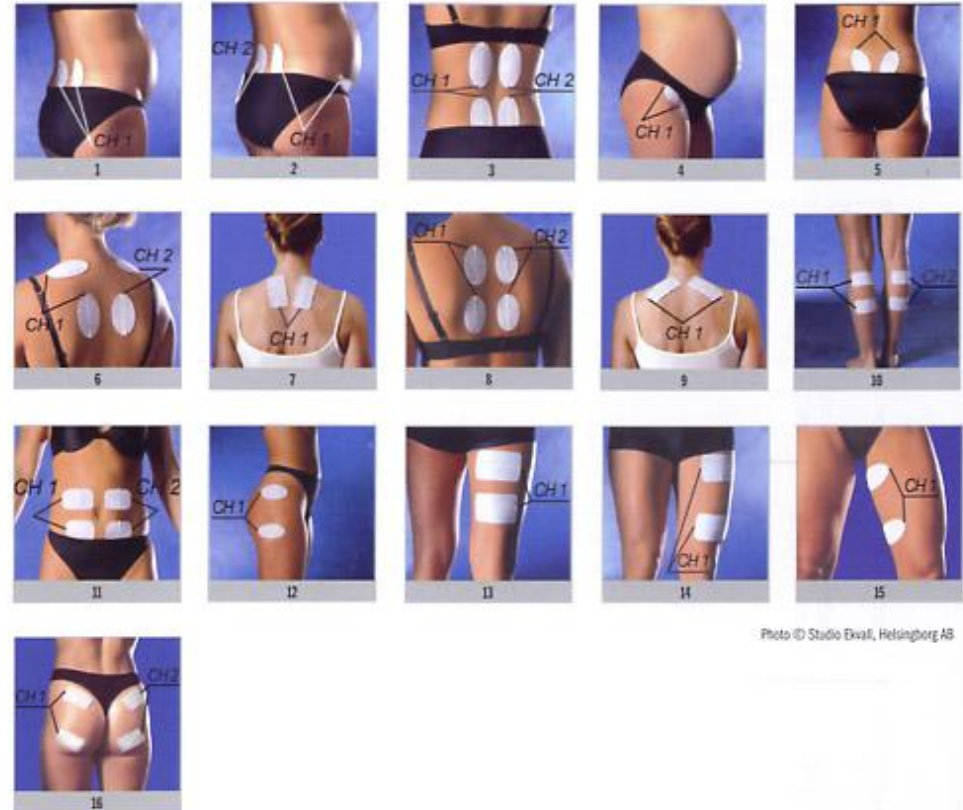 CH 1
1
CH 2
CH 1
2
CH 1
CH 2
3
CH 1
4
CH 1
5
CH 2
CH 1
6
CH 1
7
CH 1
CH 2
8
CH 1
9
CH 1
CH 2
10
CH 1
CH 2
11
CH 1
12
CH 1
13
CH 1
14
CH 1
15
Photo © Studio Ekvall, Helsingborg AB
CH 1
CH 2
16